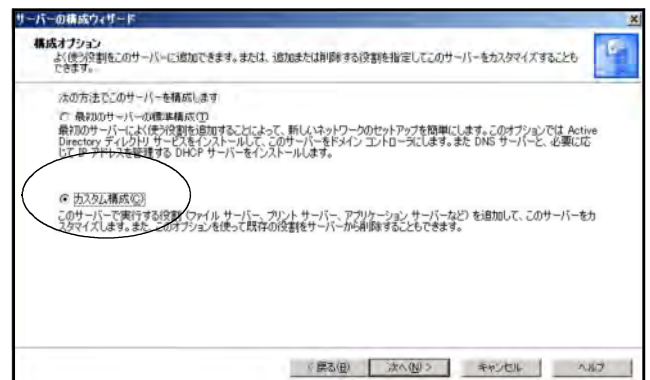 サーバーの構成ウィザード
構成オプション
よく使う役割をこのサーバーに追加できます。または、追加または削除する役割を指定してこのサーバーをカスタマイズすることも
できます。
次の方法でこのサーバーを構成します
最初のサーバーの標準構成(T)
最初のサーバーによく使う役割を追加することによって、新しいネットワークのセットアップを簡単にします。このオプションでは Active
Directory ディレクトリ サービスをインストールして、このサーバーをドメイン コントローラにします。また DNS サーバーと、必要に応
じて IP アドレスを管理する DHCP サーバーをインストールします。
カスタム構成(C)
このサーバーで実行する役割 (ファイル サーバー、プリント サーバー、アプリケーション サーバーなど) を追加して、このサーバーをカ
スタマイズします。また、このオプションを使って既存の役割をサーバーから削除することもできます。
< 戻る(B) 次へ(N) > キャンセル ヘルプ